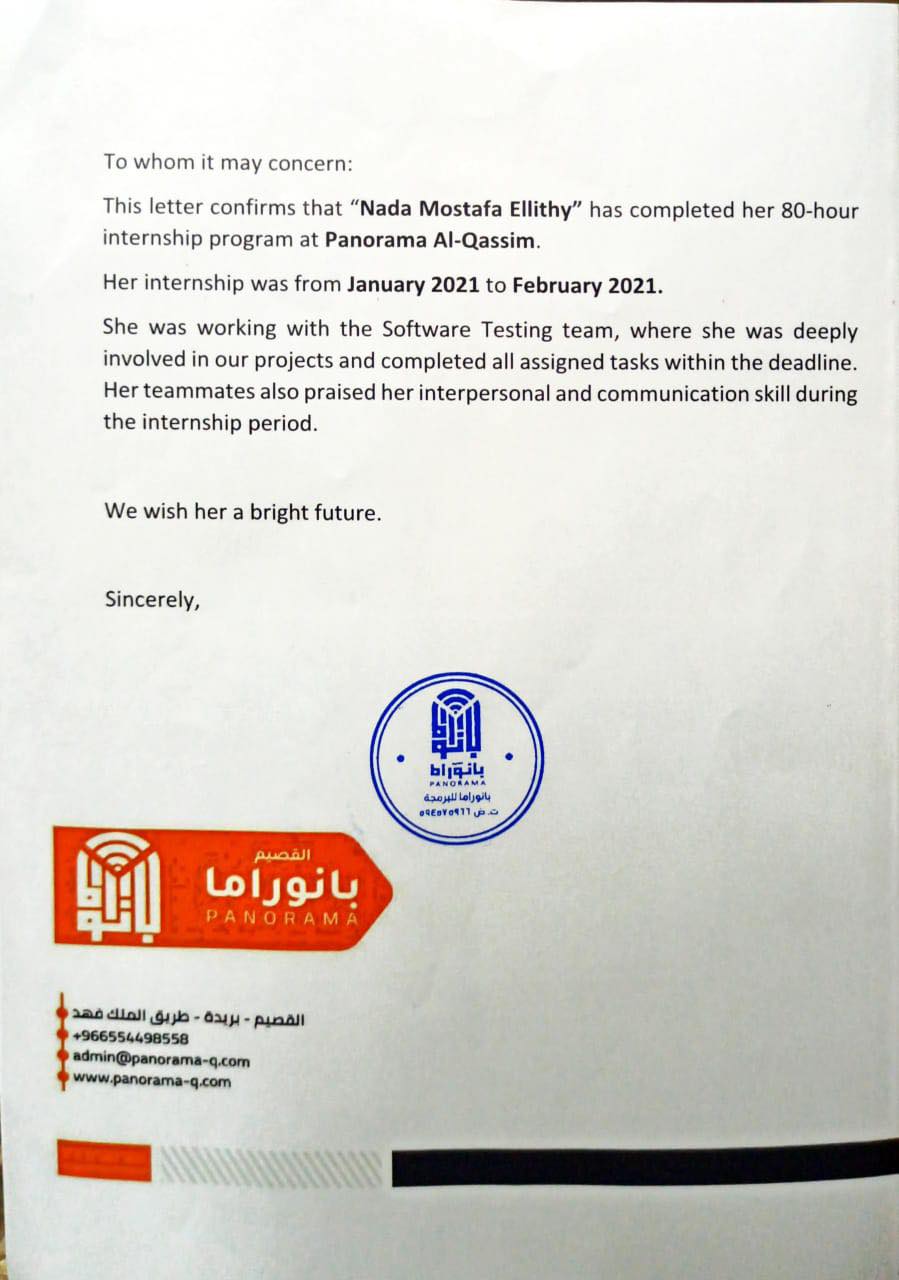 To whom it may concern:
This letter confirms that “Nada Mostafa Ellithy” has completed her 80-hour
internship program at Panorama Al-Qassim.
Her internship was from January 2021 to February 2021.
She was working with the Software Testing team, where she was deeply
involved in our projects and completed all assigned tasks within the deadline.
Her teammates also praised her interpersonal and communication skill during
the internship period.
We wish her a bright future.
Sincerely,
بانوراما
PANORAMA
بانوراما للبرمجة
ت. ض ٠٥٩٤٥٧٥٩٦٦
القصيم
بانوراما
PANORAMA
القصيم - بريدة - طريق الملك فهد
+966554498558
admin@panorama-q.com
www.panorama-q.com